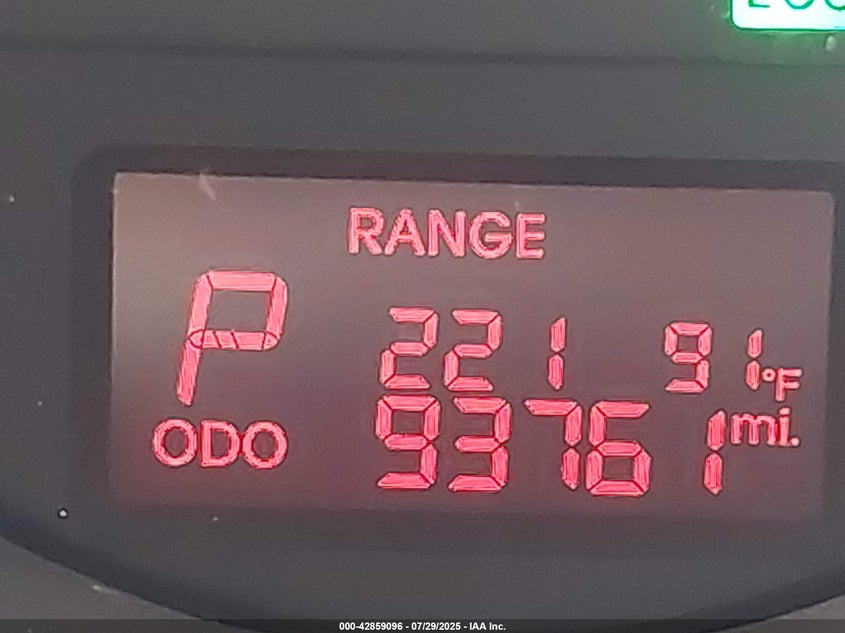 RANGE
P 221 91°F
ODO 93761 mi.
000-42859096 - 07/29/2025 - IAA Inc.